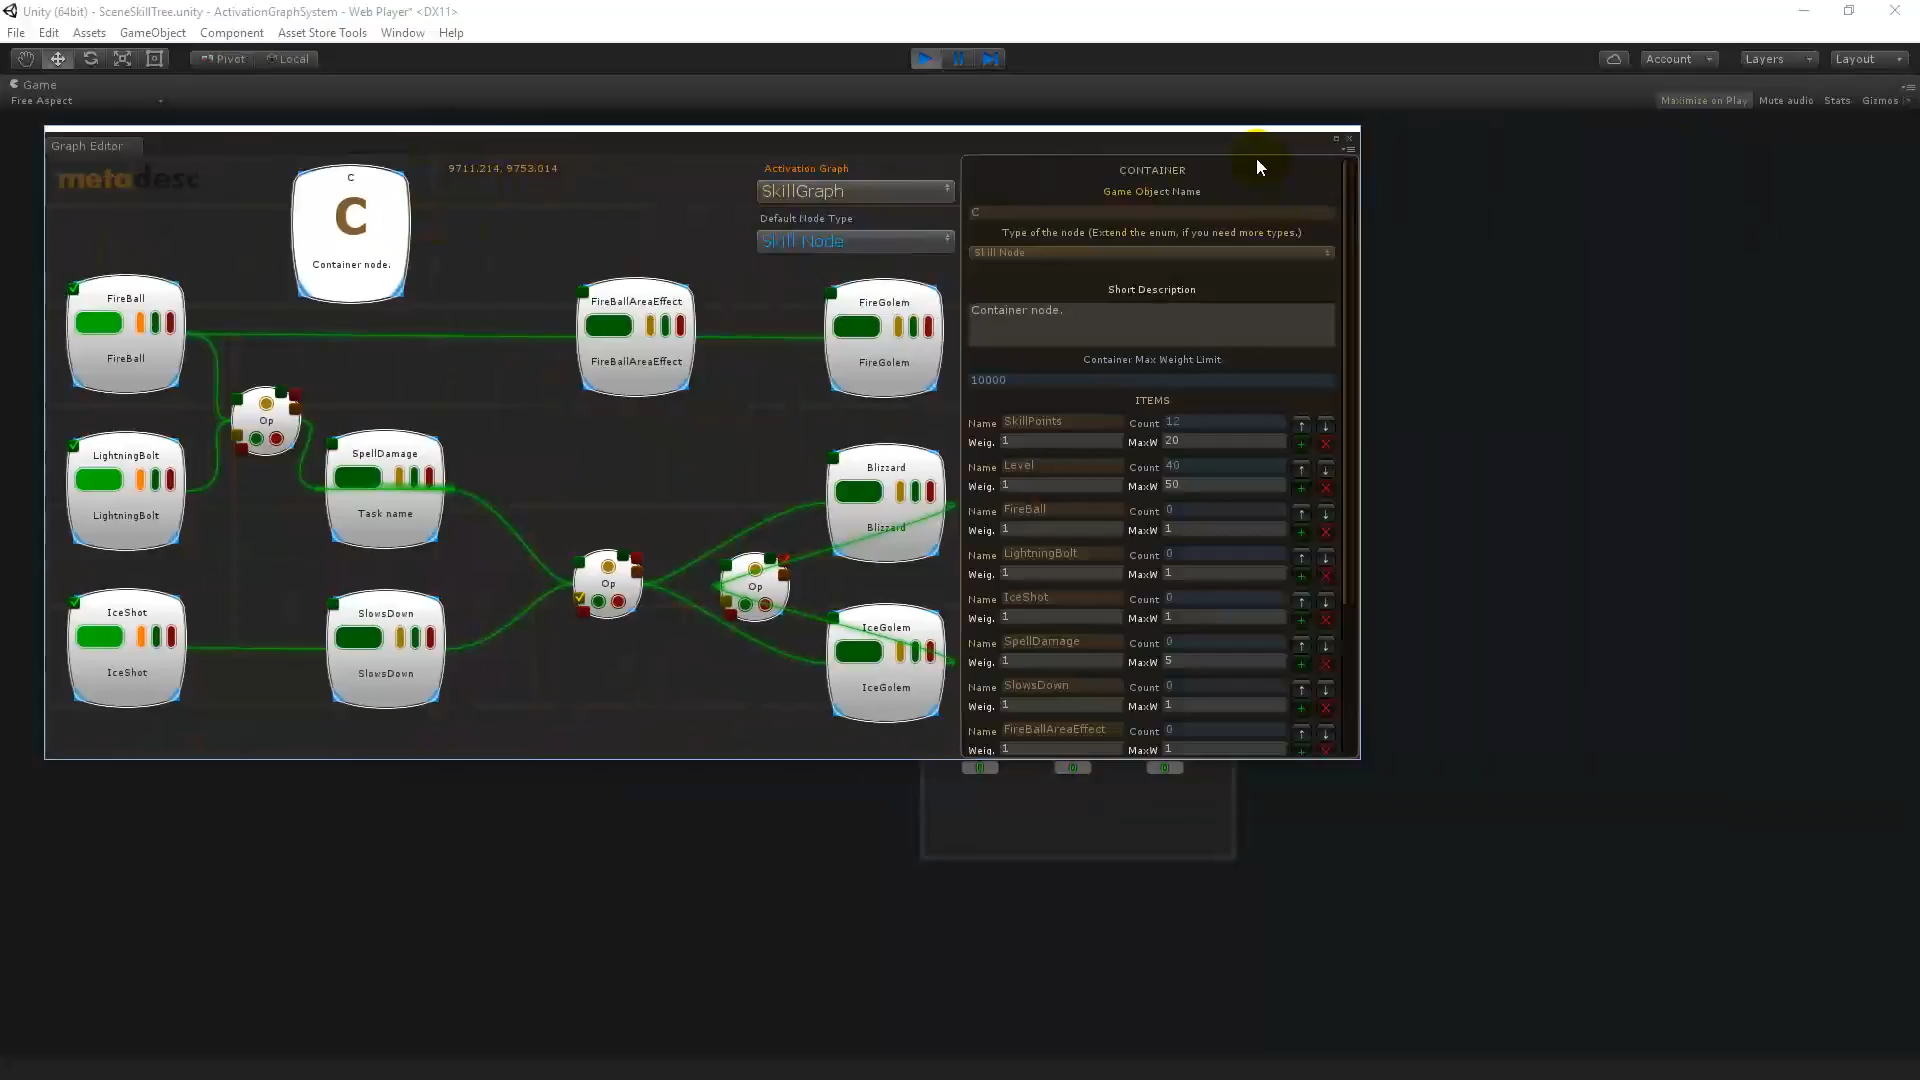 Unity (64bit) - SceneSkillTree.unity - ActivationGraphSystem - Web Player* <DX11>
File Edit Assets GameObject Component Asset Store Tools Window Help
Pivot Local Account Layers Layout
Game
Free Aspect Maximize on Play Mute audio Stats Gizmos
Graph Editor
metadesc
9711.214, 9753.014
Activation Graph
SkillGraph
Default Node Type
Skill Node
C
C
Container node.
FireBall
FireBall
FireBallAreaEffect
FireBallAreaEffect
FireGolem
FireGolem
Op
LightningBolt
LightningBolt
SpellDamage
Task name
Blizzard
Blizzard
Op
Op
IceShot
IceShot
SlowsDown
SlowsDown
IceGolem
IceGolem
CONTAINER
Game Object Name
C
Type of the node (Extend the enum, if you need more types.)
Skill Node
Short Description
Container node.
Container Max Weight Limit
10000
ITEMS
Name SkillPoints Count 12
Weig. 1 MaxW 20
Name Level Count 40
Weig. 1 MaxW 50
Name FireBall Count 0
Weig. 1 MaxW 1
Name LightningBolt Count 0
Weig. 1 MaxW 1
Name IceShot Count 0
Weig. 1 MaxW 1
Name SpellDamage Count 0
Weig. 1 MaxW 5
Name SlowsDown Count 0
Weig. 1 MaxW 1
Name FireBallAreaEffect Count 0
Weig. 1 MaxW 1